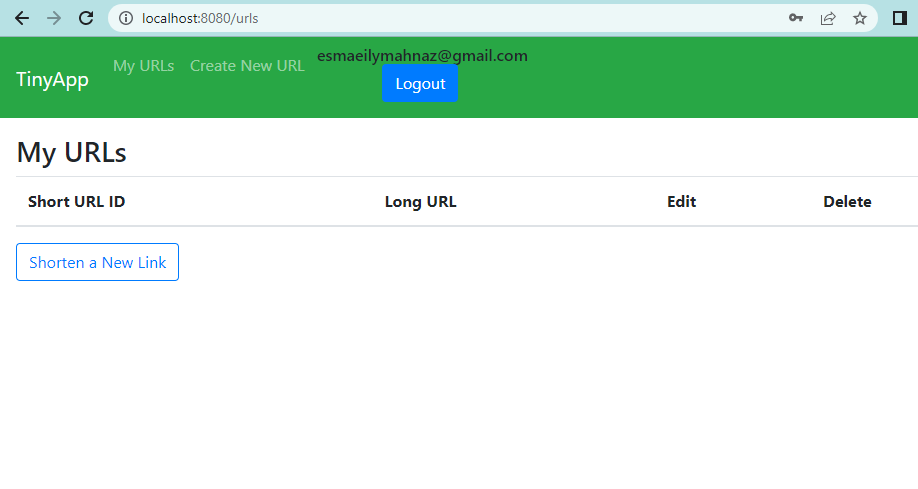 localhost:8080/urls
TinyApp My URLs Create New URL esmaeilymahnaz@gmail.com
Logout
My URLs
Short URL ID Long URL Edit Delete
Shorten a New Link